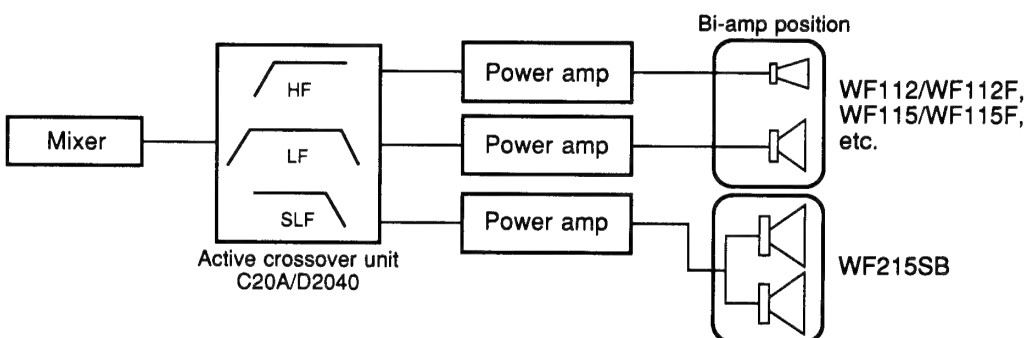 Bi-amp position
Mixer
HF
LF
SLF
Active crossover unit
C20A/D2040
Power amp
Power amp
Power amp
WF112/WF112F,
WF115/WF115F,
etc.
WF215SB